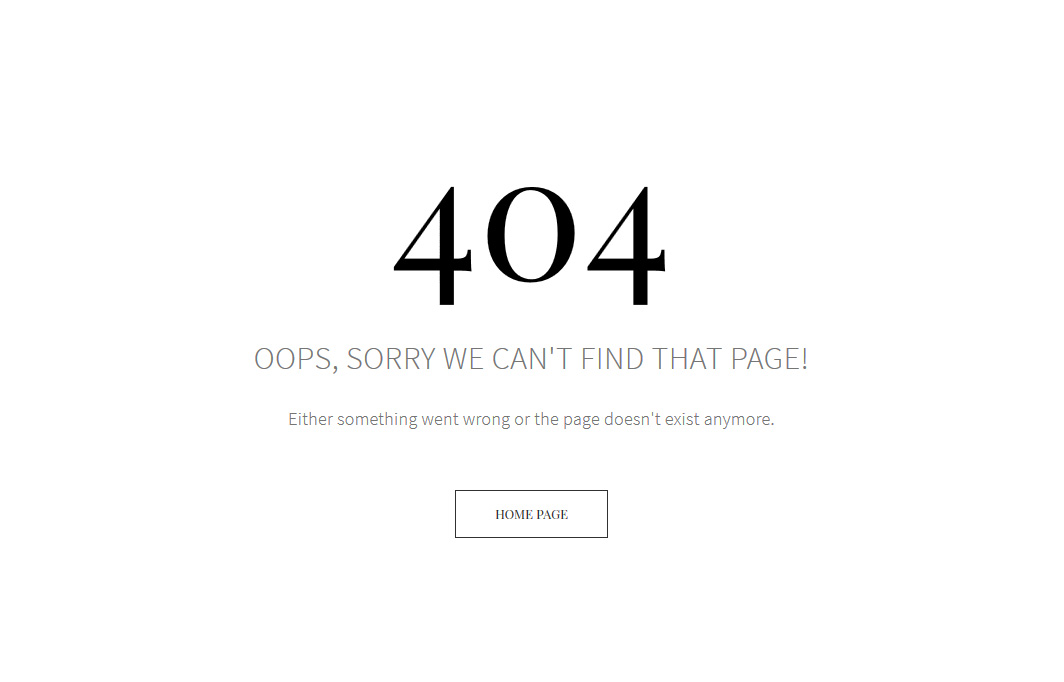 404
OOPS, SORRY WE CAN'T FIND THAT PAGE!
Either something went wrong or the page doesn't exist anymore.
HOME PAGE